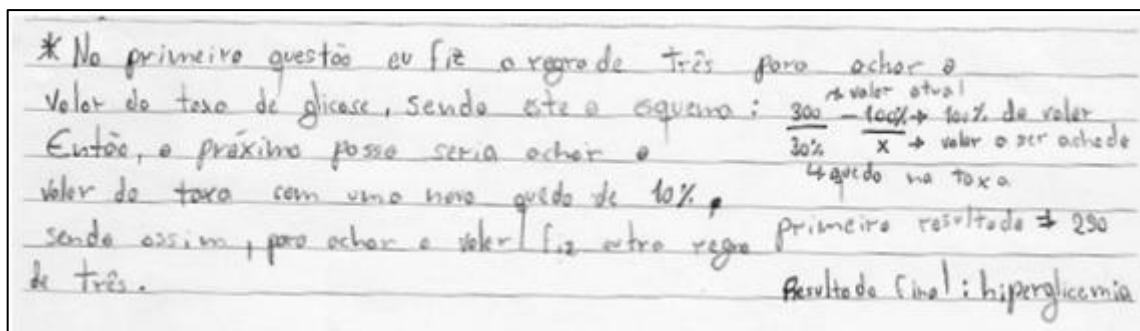 * Na primeira questão eu fiz a regra de três para achar o
valor da taxa de glicose, sendo este o esquema:
Então, o próximo passo seria achar o
valor da taxa com uma nova queda de 10%,
sendo assim, para achar o valor fiz outra regra
de três.
↳ valor atual
300 — 100% → 100% do valor
30% x → valor a ser achado
↳ queda na taxa
primeiro resultado → 290
Resultado final: hiperglicemia